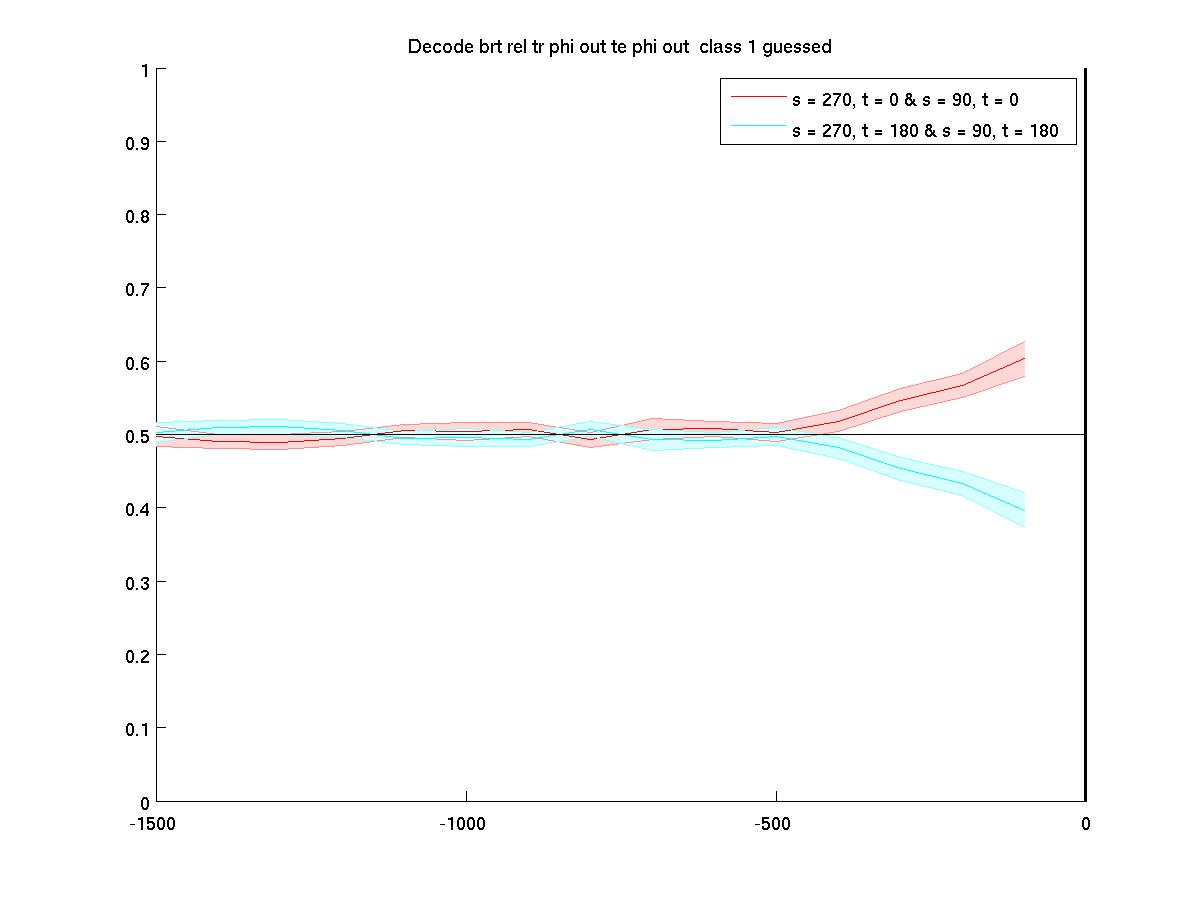 Decode brt rel tr phi out te phi out  class 1 guessed
s = 270, t = 0 & s = 90, t = 0
s = 270, t = 180 & s = 90, t = 180
1
0.9
0.8
0.7
0.6
0.5
0.4
0.3
0.2
0.1
0
-1500 -1000 -500 0